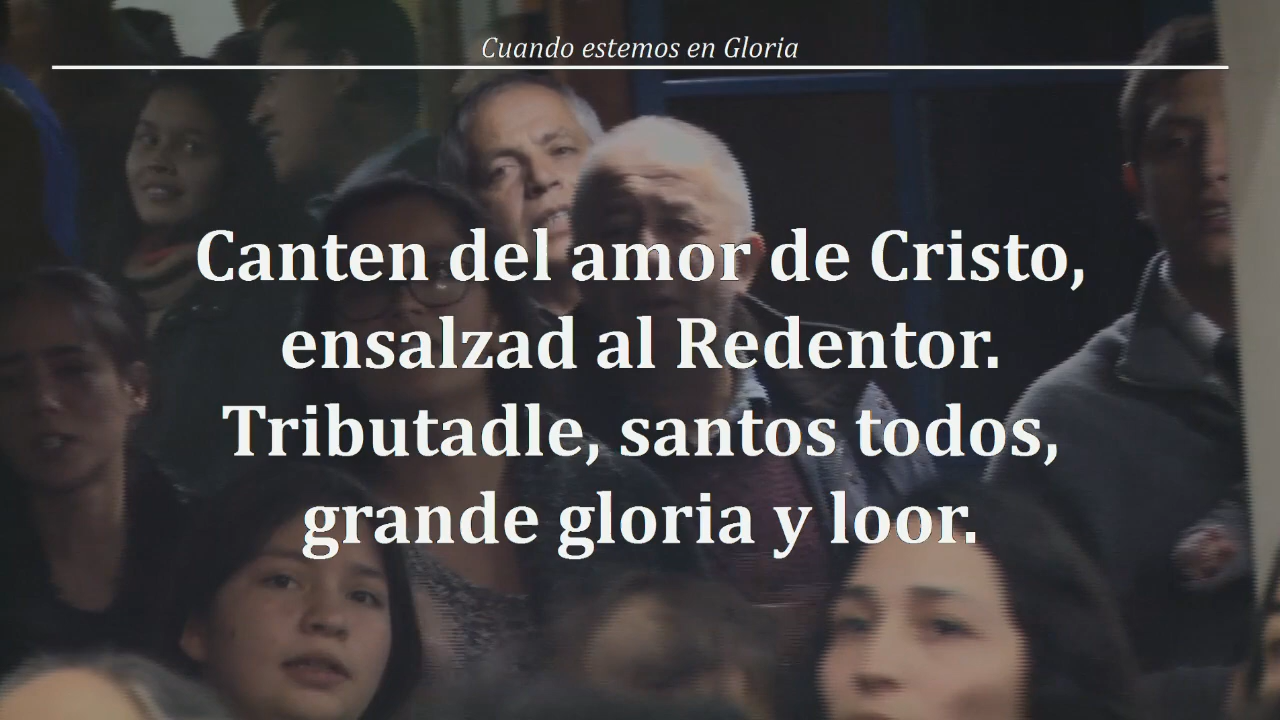 Cuando estemos en Gloria
Canten del amor de Cristo,
ensalzad al Redentor.
Tributadle, santos todos,
grande gloria y loor.